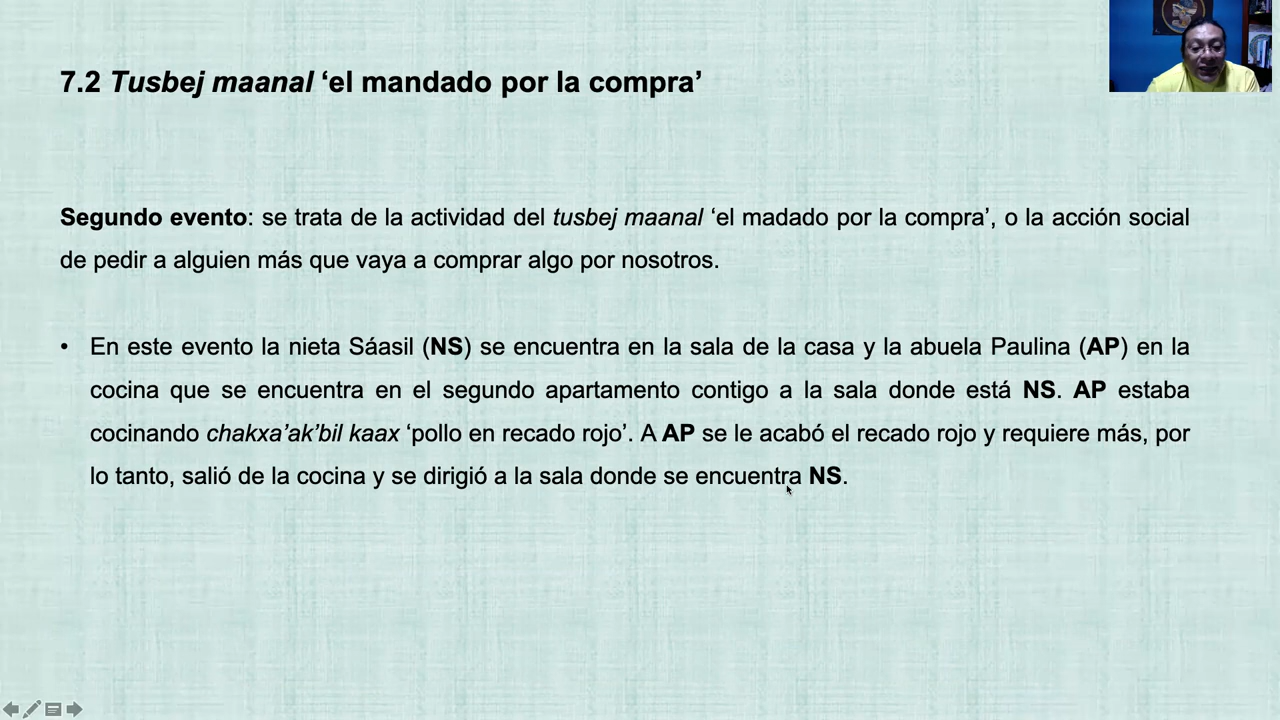 7.2 Tusbej maanal ‘el mandado por la compra’
Segundo evento: se trata de la actividad del tusbej maanal ‘el madado por la compra’, o la acción social
de pedir a alguien más que vaya a comprar algo por nosotros.
• En este evento la nieta Sáasil (NS) se encuentra en la sala de la casa y la abuela Paulina (AP) en la
cocina que se encuentra en el segundo apartamento contigo a la sala donde está NS. AP estaba
cocinando chakxa’ak’bil kaax ‘pollo en recado rojo’. A AP se le acabó el recado rojo y requiere más, por
lo tanto, salió de la cocina y se dirigió a la sala donde se encuentra NS.